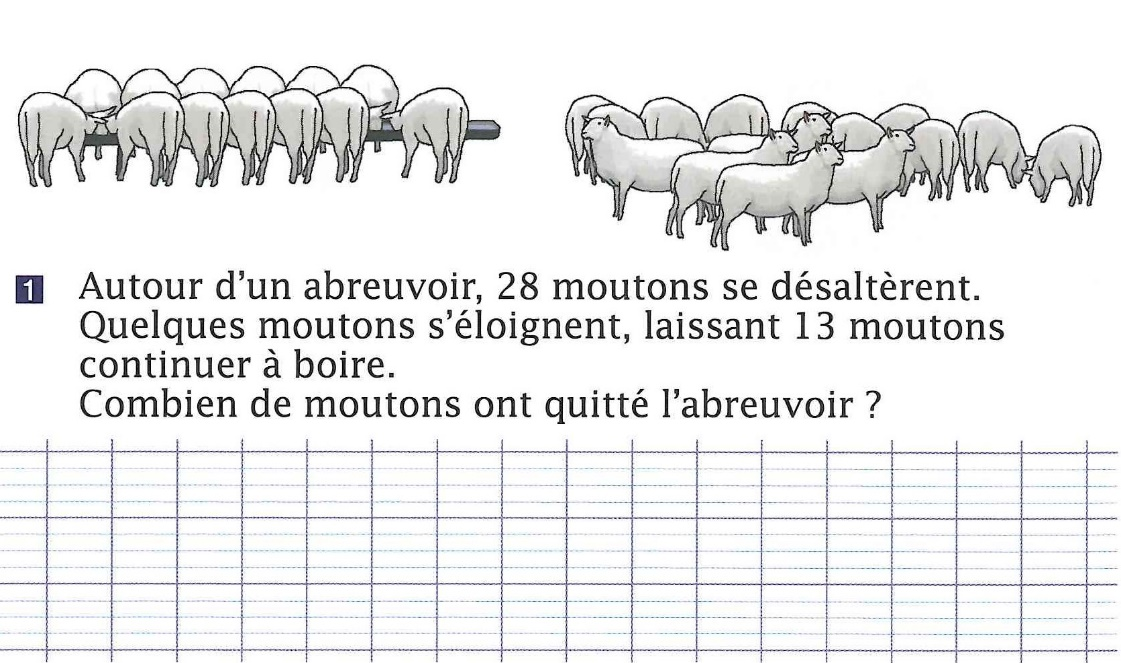 1 Autour d'un abreuvoir, 28 moutons se désaltèrent.
Quelques moutons s'éloignent, laissant 13 moutons
continuer à boire.
Combien de moutons ont quitté l'abreuvoir ?